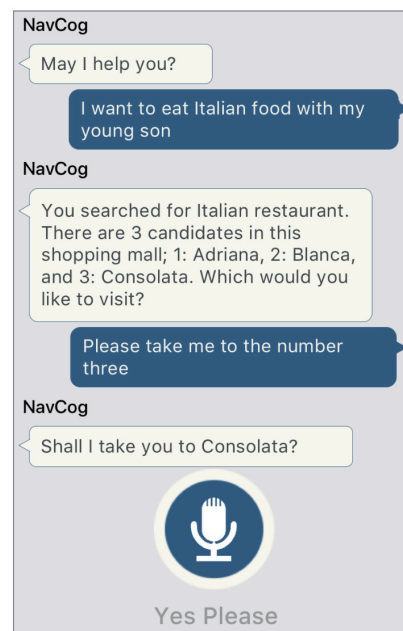 NavCog
May I help you?
I want to eat Italian food with my
young son
NavCog
You searched for Italian restaurant.
There are 3 candidates in this
shopping mall; 1: Adriana, 2: Blanca,
and 3: Consolata. Which would you
like to visit?
Please take me to the number
three
NavCog
Shall I take you to Consolata?
Yes Please